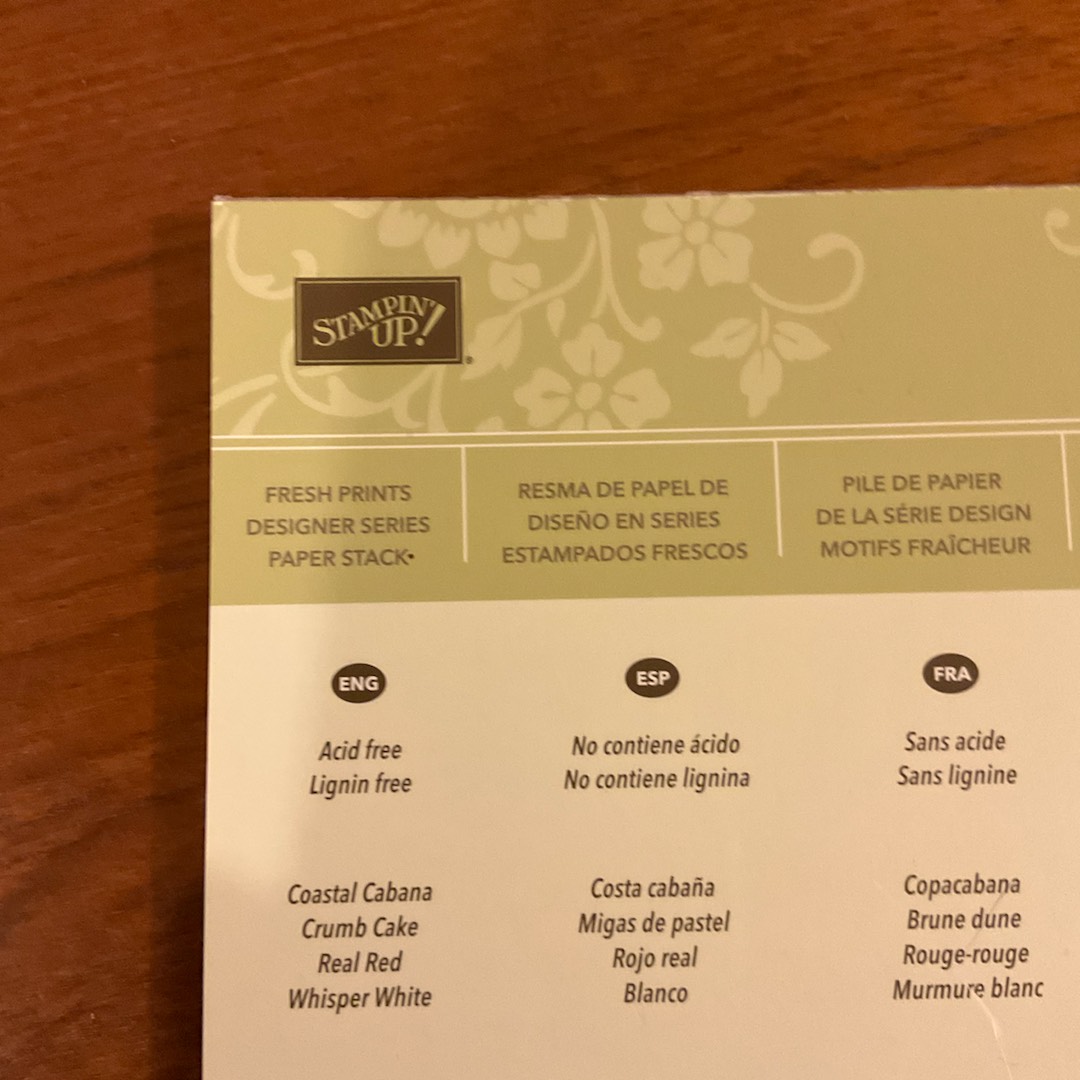 STAMPIN'
UP!
FRESH PRINTS
DESIGNER SERIES
PAPER STACK•
RESMA DE PAPEL DE
DISEÑO EN SERIES
ESTAMPADOS FRESCOS
PILE DE PAPIER
DE LA SÉRIE DESIGN
MOTIFS FRAÎCHEUR
ENG
Acid free
Lignin free
Coastal Cabana
Crumb Cake
Real Red
Whisper White
ESP
No contiene ácido
No contiene lignina
Costa cabaña
Migas de pastel
Rojo real
Blanco
FRA
Sans acide
Sans lignine
Copacabana
Brune dune
Rouge-rouge
Murmure blanc